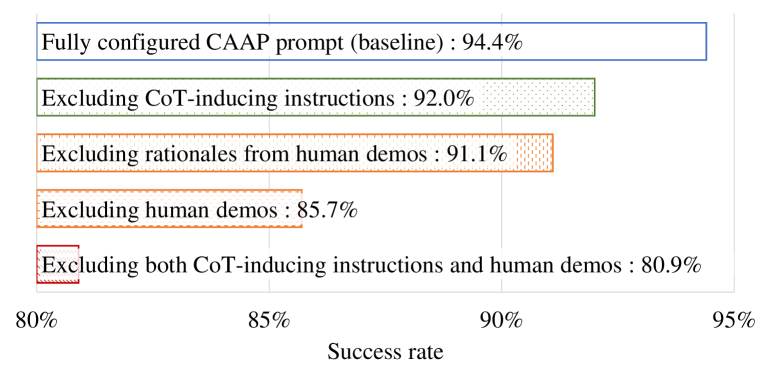 Fully configured CAAP prompt (baseline) : 94.4%
Excluding CoT-inducing instructions : 92.0%
Excluding rationales from human demos : 91.1%
Excluding human demos : 85.7%
Excluding both CoT-inducing instructions and human demos : 80.9%
80% 85% 90% 95%
Success rate